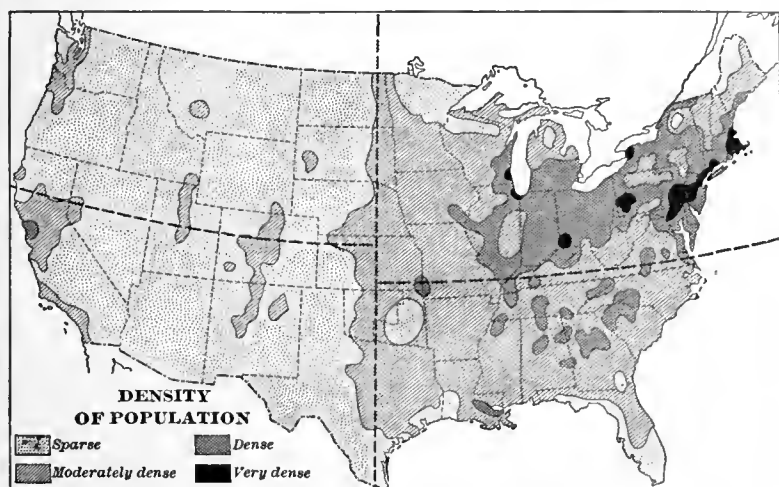 DENSITY
OF POPULATION
Sparse
Dense
Moderately dense
Very dense